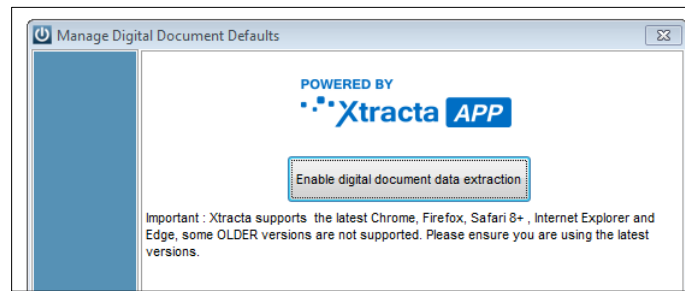 Manage Digital Document Defaults
POWERED BY
Xtracta APP
Enable digital document data extraction
Important : Xtracta supports the latest Chrome, Firefox, Safari 8+ , Internet Explorer and
Edge, some OLDER versions are not supported. Please ensure you are using the latest
versions.